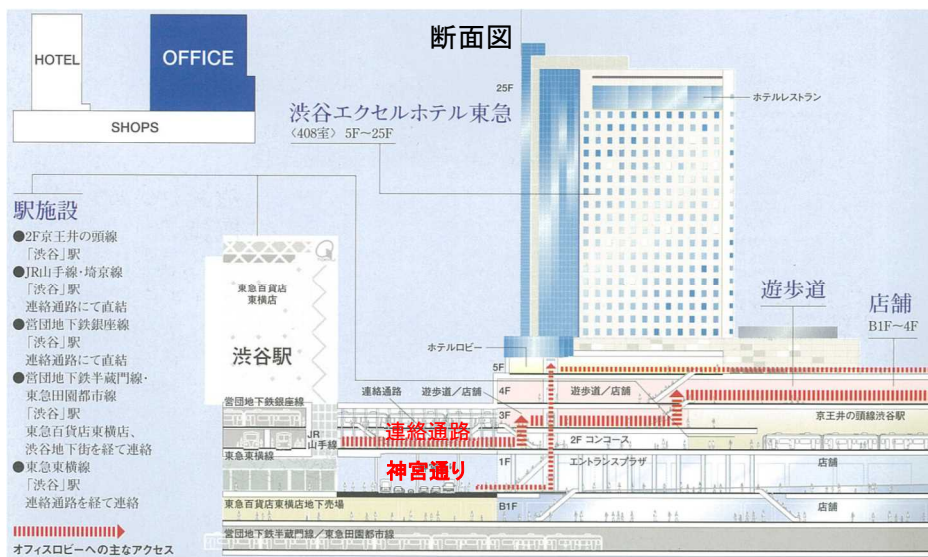 断面図
HOTEL
OFFICE
SHOPS
25F
渋谷エクセルホテル東急
〈408室〉 5F~25F
ホテルレストラン
駅施設
●2F京王井の頭線
「渋谷」駅
●JR山手線・埼京線
「渋谷」駅
連絡通路にて直結
●営団地下鉄銀座線
「渋谷」駅
連絡通路にて直結
●営団地下鉄半蔵門線・
東急田園都市線
「渋谷」駅
東急百貨店東横店、
渋谷地下街を経て連絡
●東急東横線
「渋谷」駅
連絡通路を経て連絡
オフィスロビーへの主なアクセス
東急百貨店
東横店
渋谷駅
遊歩道
店舗
B1F~4F
ホテルロビー
5F
連絡通路
遊歩道/店舗
4F
遊歩道/店舗
営団地下鉄銀座線
3F
京王井の頭線渋谷駅
JR
山手線
連絡通路
2F コンコース
東急東横線
神宮通り
1F
エントランスプラザ
店舗
東急百貨店東横店地下売場
B1F
店舗
営団地下鉄半蔵門線/東急田園都市線